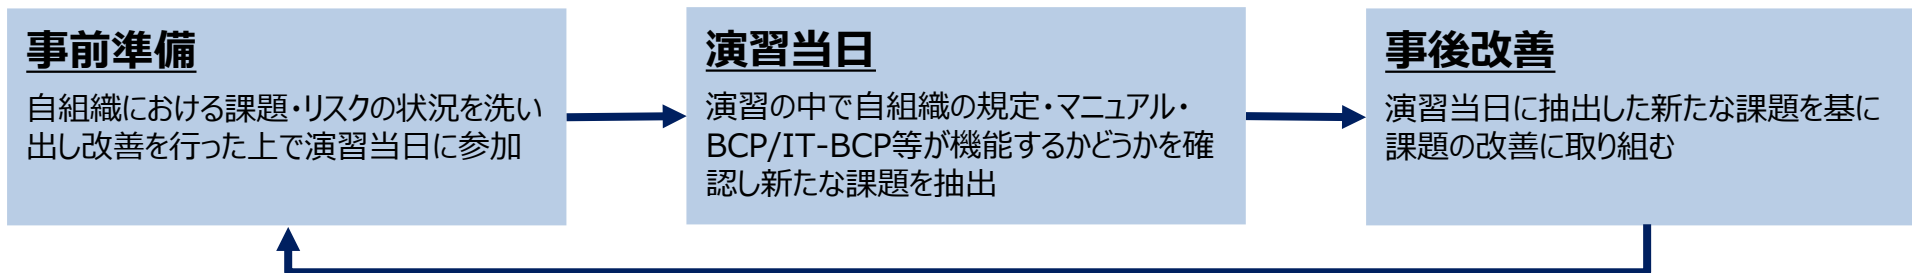 事前準備
自組織における課題・リスクの状況を洗い
出し改善を行った上で演習当日に参加
演習当日
演習の中で自組織の規定・マニュアル・
BCP/IT-BCP等が機能するかどうかを確
認し新たな課題を抽出
事後改善
演習当日に抽出した新たな課題を基に
課題の改善に取り組む